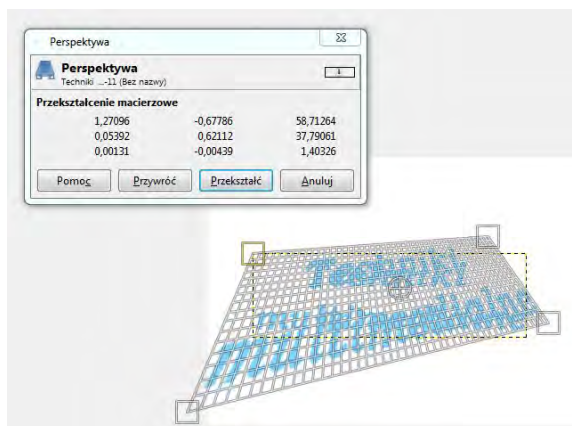 Perspektywa
Perspektywa
Techniki ...-11 (Bez nazwy)
Przekształcenie macierzowe
1,27096 -0,67786 58,71264
0,05392 0,62112 37,79061
0,00131 -0,00439 1,40326
Pomoc Przywróć Przekształć Anuluj
Techniki
multimedialne